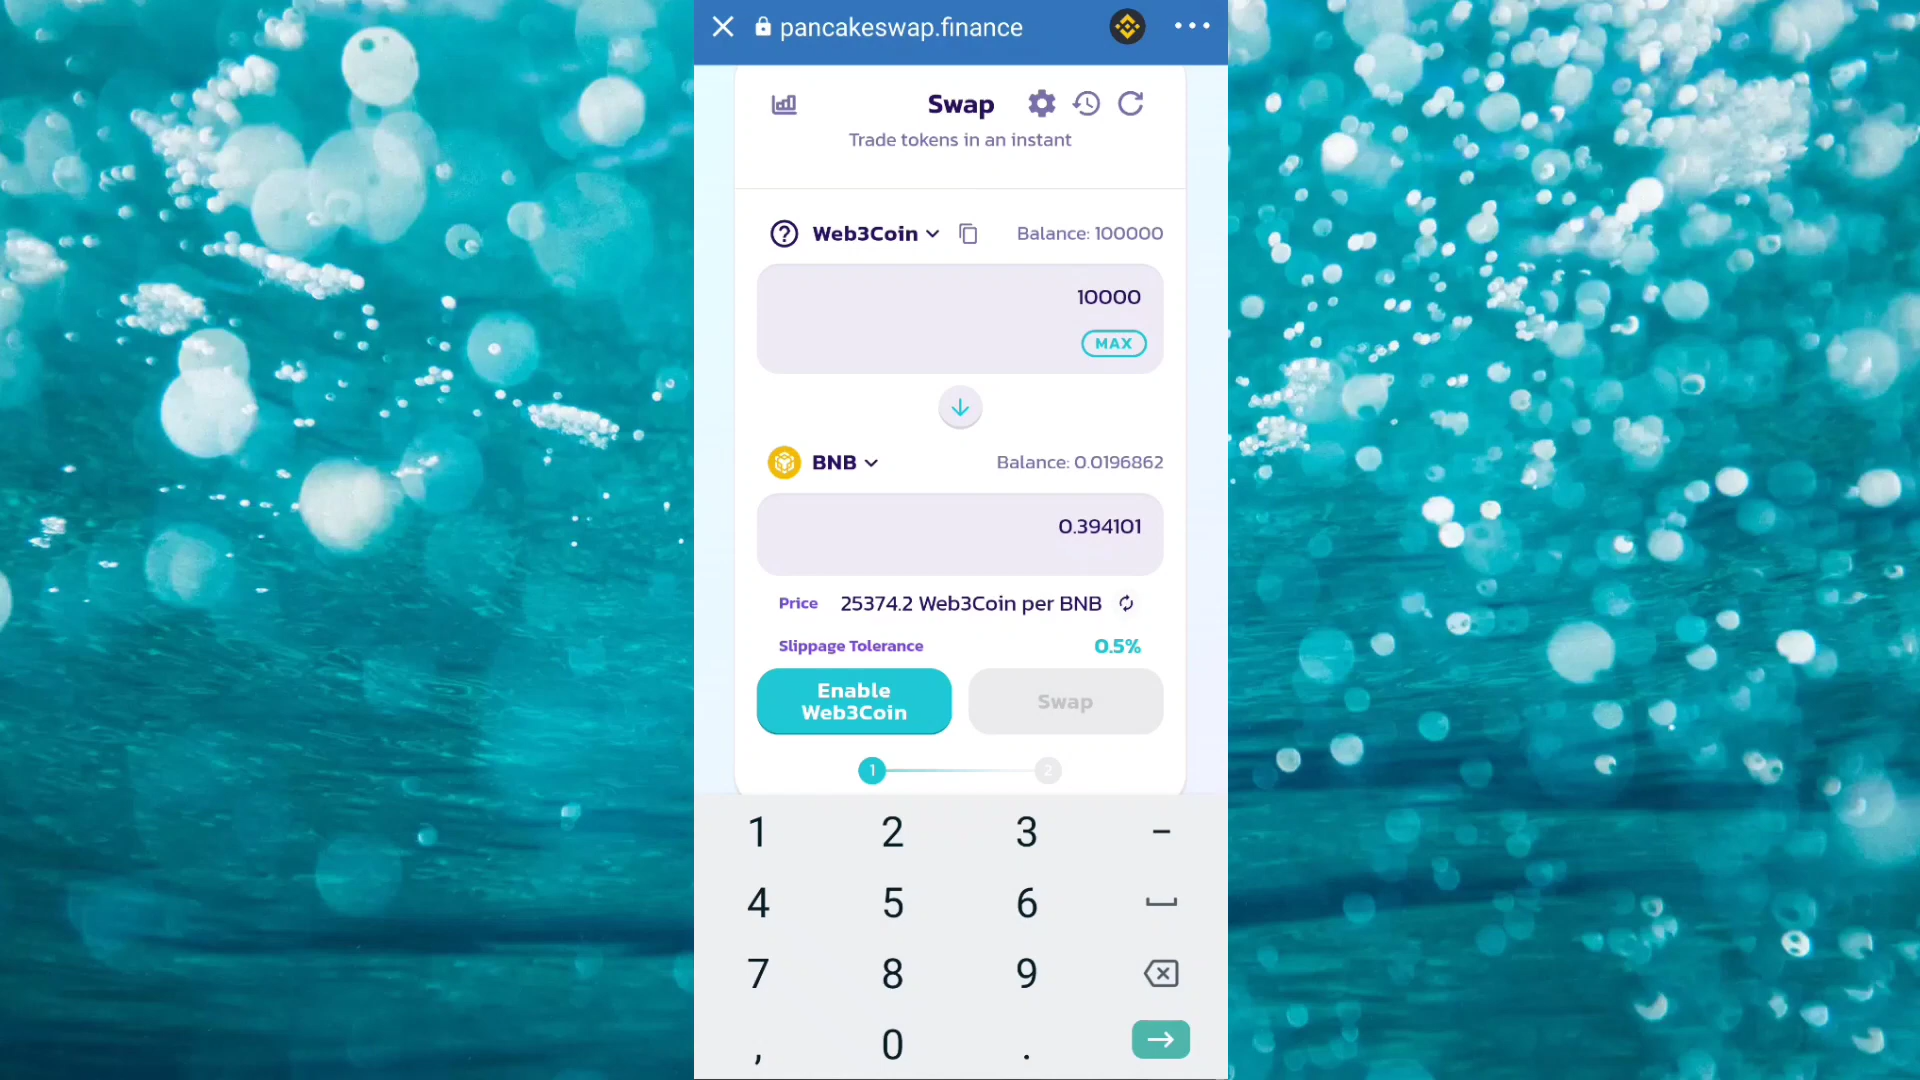 pancakeswap.finance
Swap
Trade tokens in an instant
Web3Coin
Balance: 100000
10000
MAX
BNB
Balance: 0.0196862
0.394101
Price 25374.2 Web3Coin per BNB
Slippage Tolerance 0.5%
Enable
Web3Coin
Swap
1 2
1 2 3 -
4 5 6
7 8 9
, 0 .